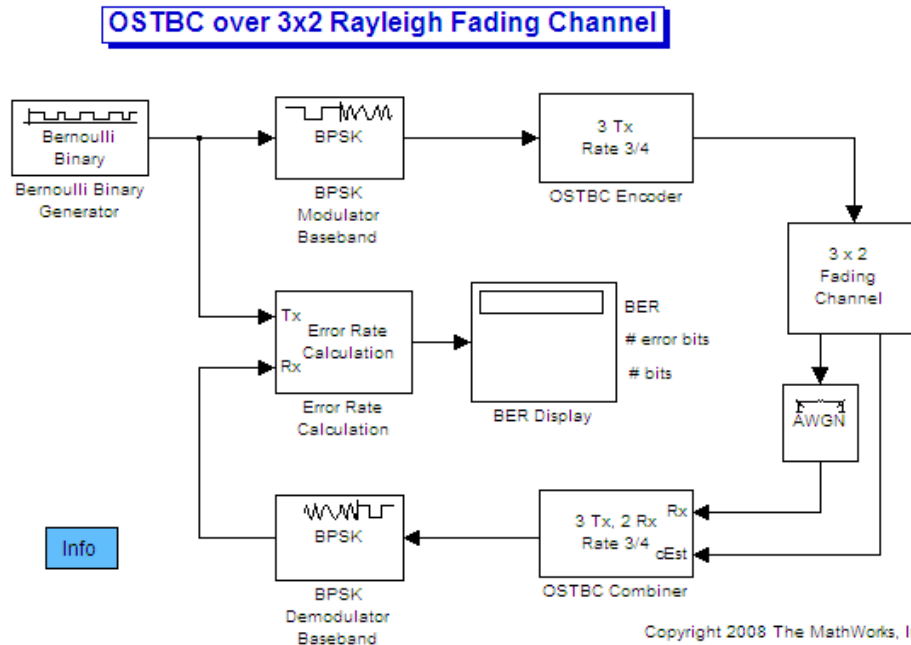 OSTBC over 3x2 Rayleigh Fading Channel
Bernoulli
Binary
Bernoulli Binary
Generator
BPSK
BPSK
Modulator
Baseband
3 Tx
Rate 3/4
OSTBC Encoder
3 x 2
Fading
Channel
Tx
Rx
Error Rate
Calculation
Error Rate
Calculation
BER
# error bits
# bits
BER Display
AWGN
Info
BPSK
BPSK
Demodulator
Baseband
3 Tx, 2 Rx
Rate 3/4
Rx
cEst
OSTBC Combiner
Copyright 2008 The MathWorks, I